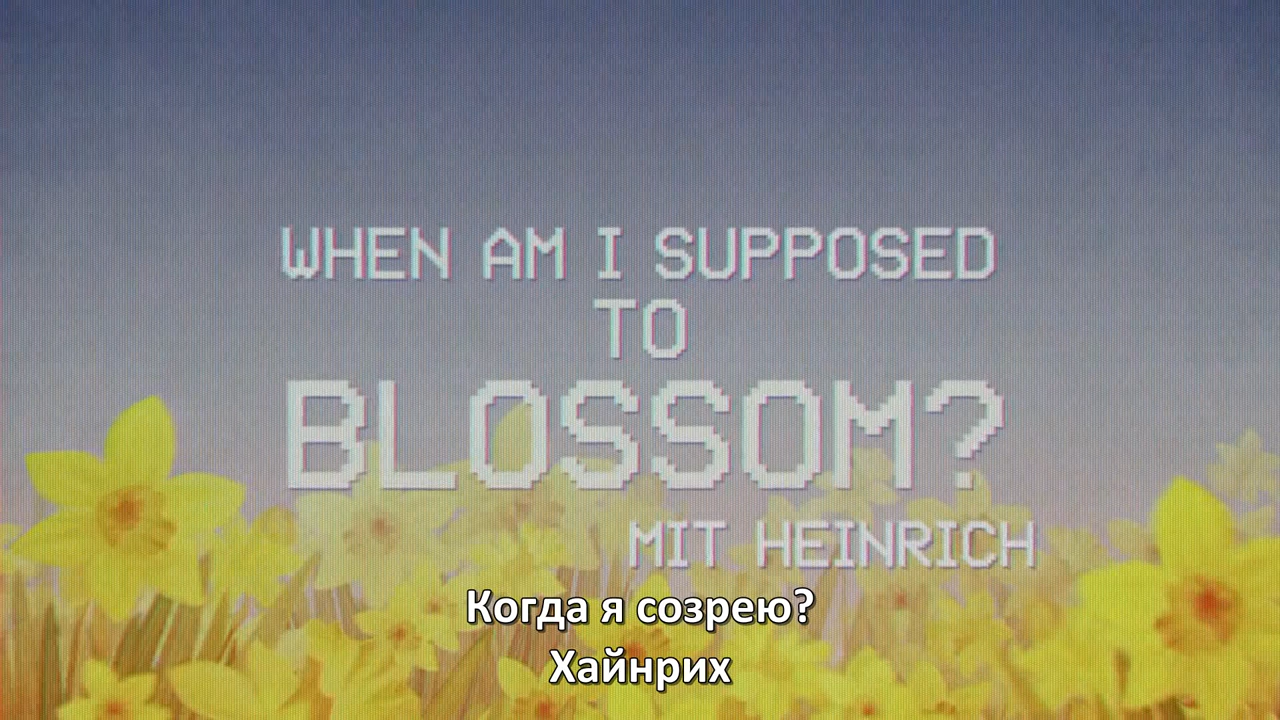 WHEN AM I SUPPOSED
TO
BLOSSOM?
MIT HEINRICH
Когда я созрею?
Хайнрих